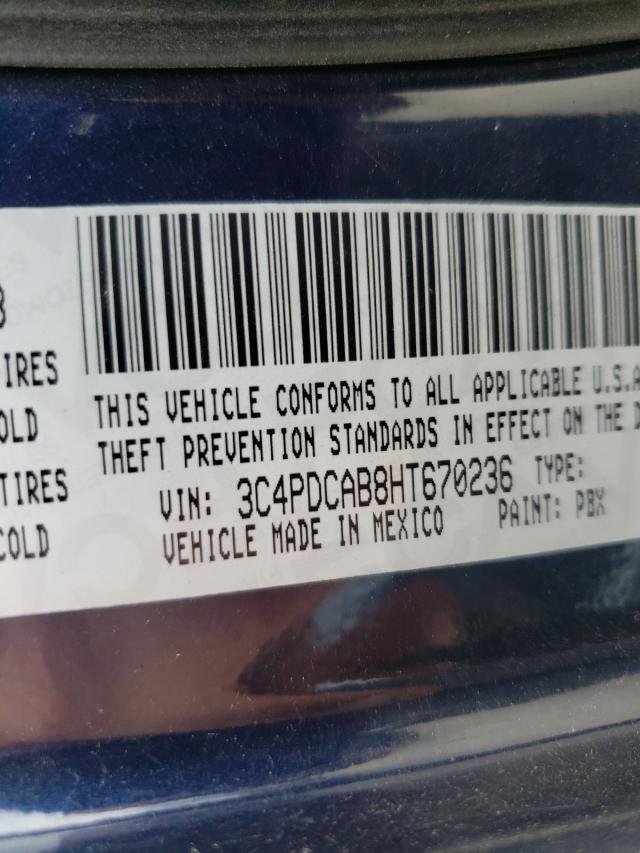 8
IRES
OLD
TIRES
COLD
THIS VEHICLE CONFORMS TO ALL APPLICABLE U.S.A
THEFT PREVENTION STANDARDS IN EFFECT ON THE D
VIN: 3C4PDCAB8HT670236 TYPE:
VEHICLE MADE IN MEXICO PAINT: PBX